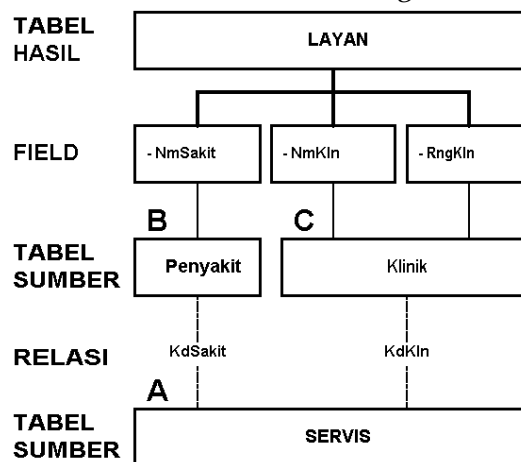 TABEL
HASIL
LAYAN
FIELD
- NmSakit
- NmKln
- RngKln
B
C
TABEL
SUMBER
Penyakit
Klinik
RELASI
KdSakit
KdKln
A
TABEL
SUMBER
SERVIS